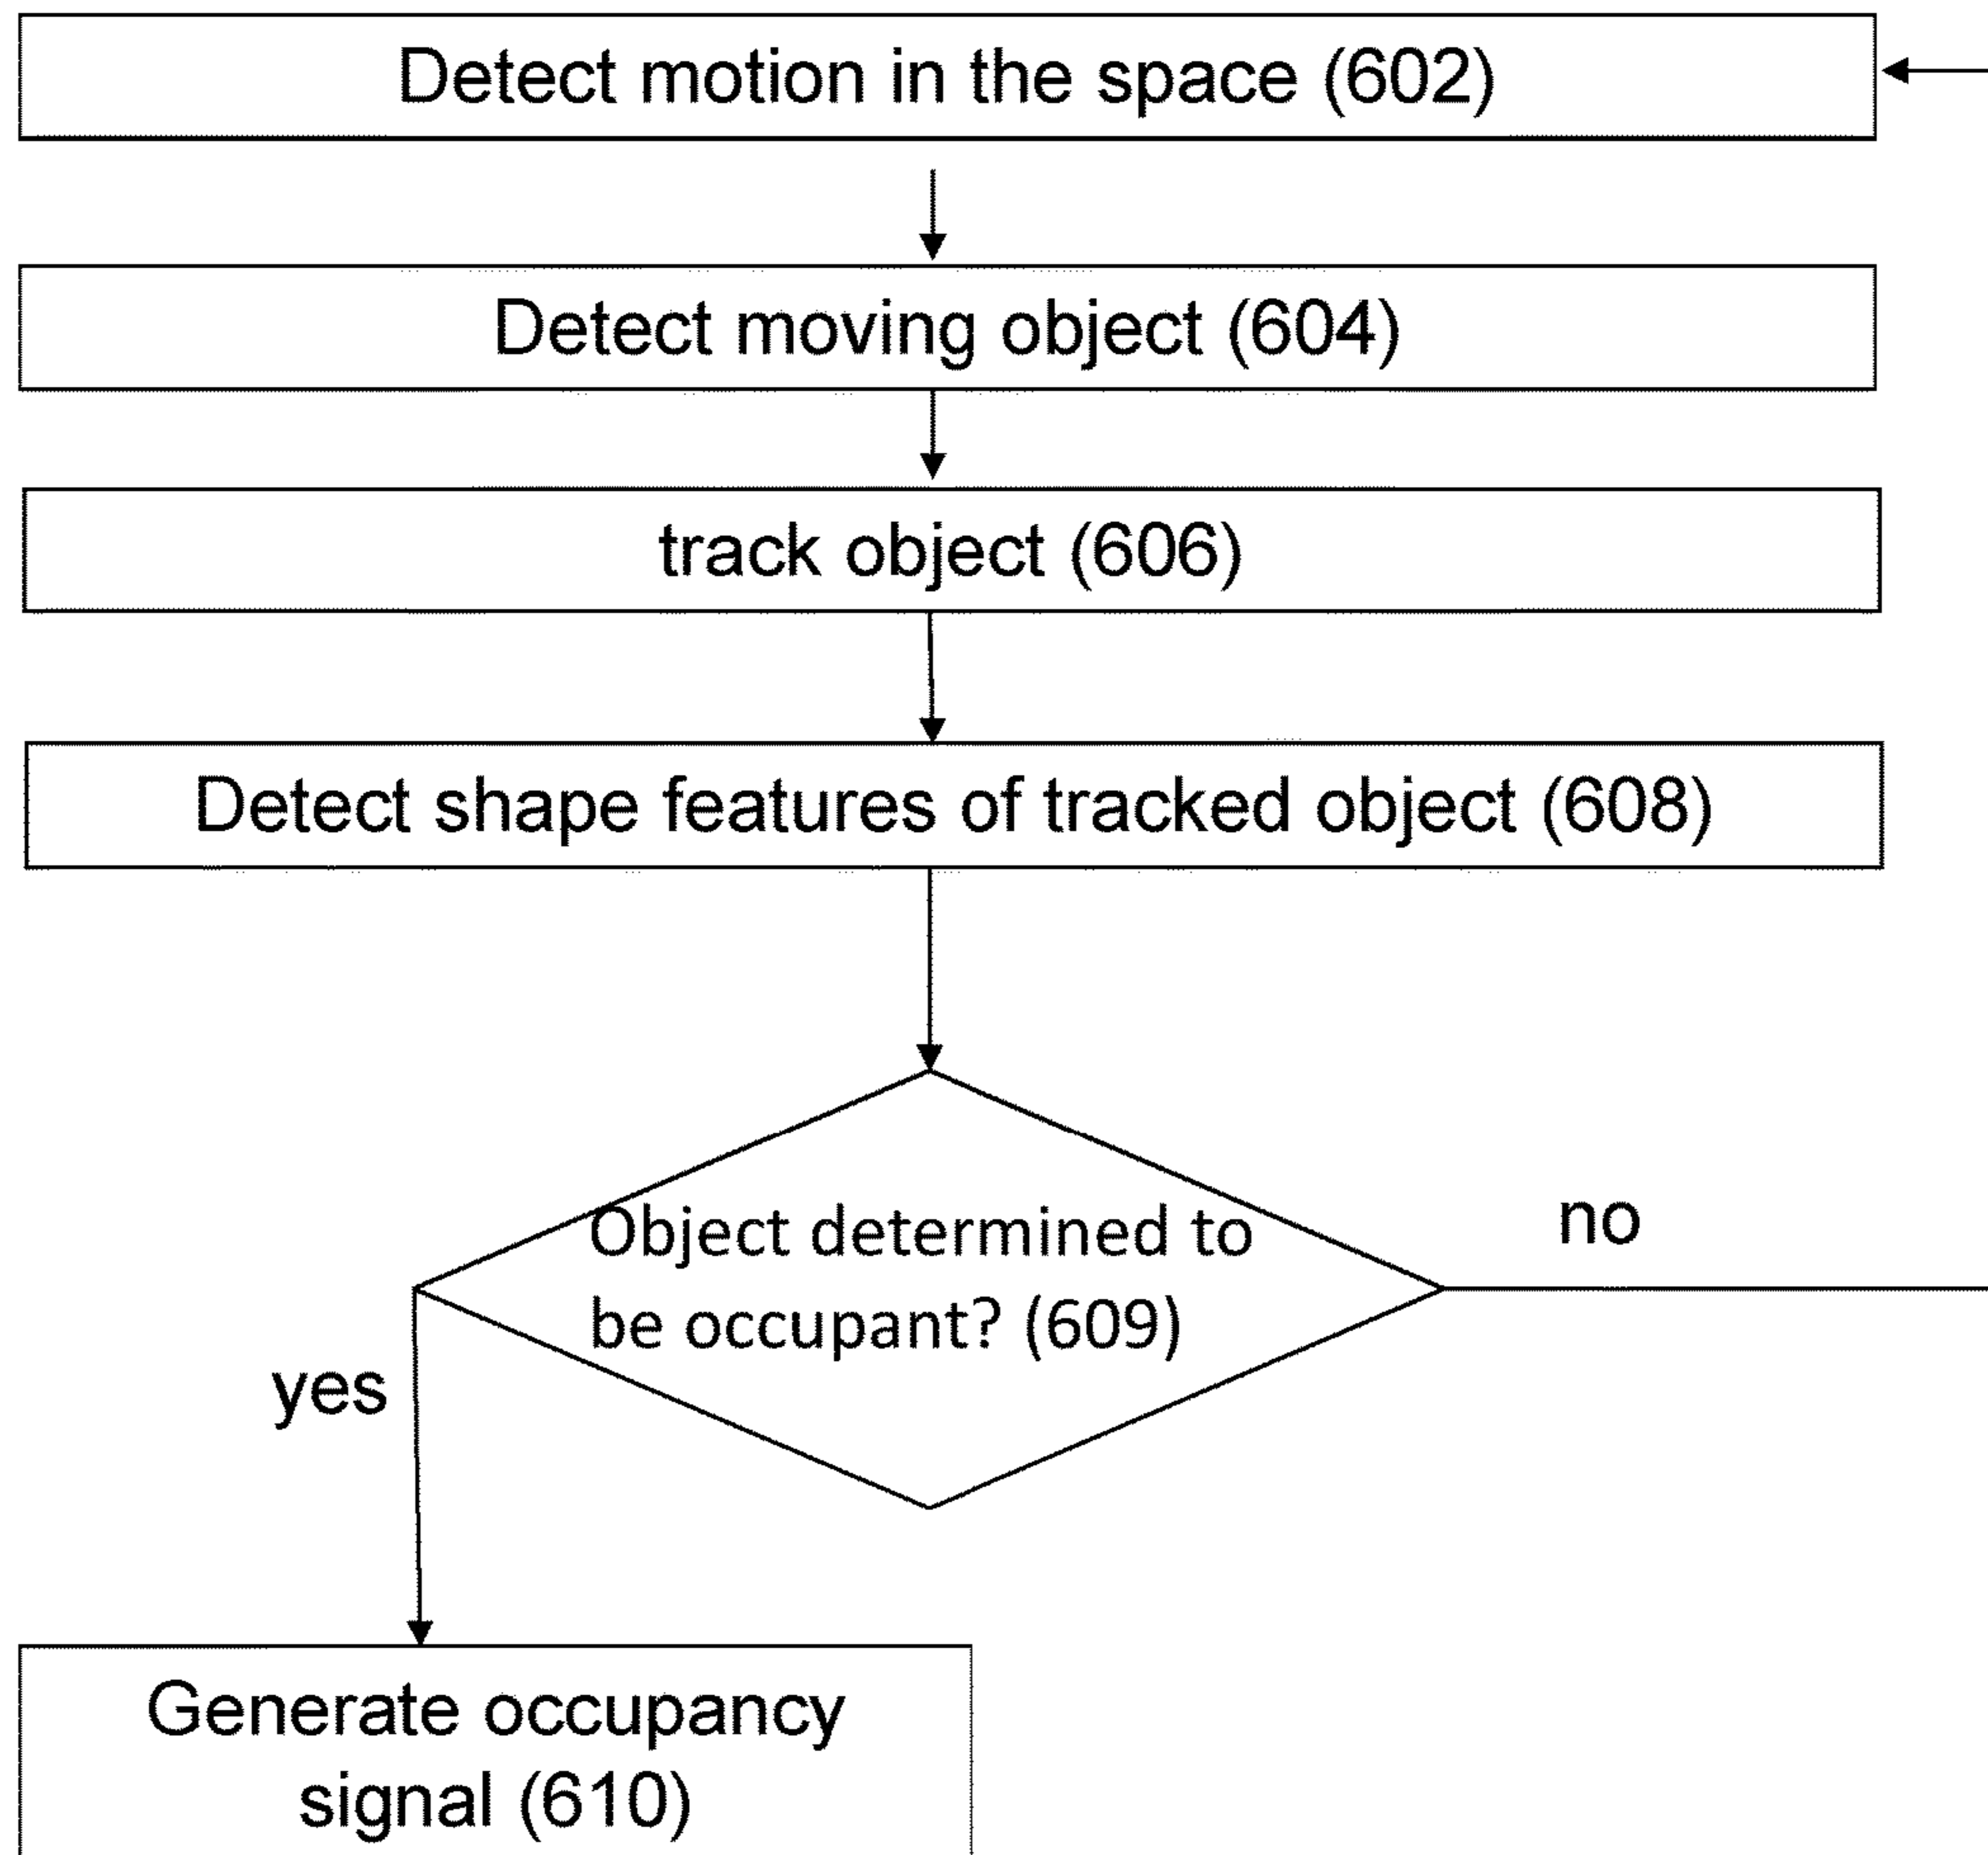 Detect motion in the space (602)
Detect moving object (604)
track object (606)
Detect shape features of tracked object (608)
Object determined to
be occupant? (609)
no
yes
Generate occupancy
signal (610)